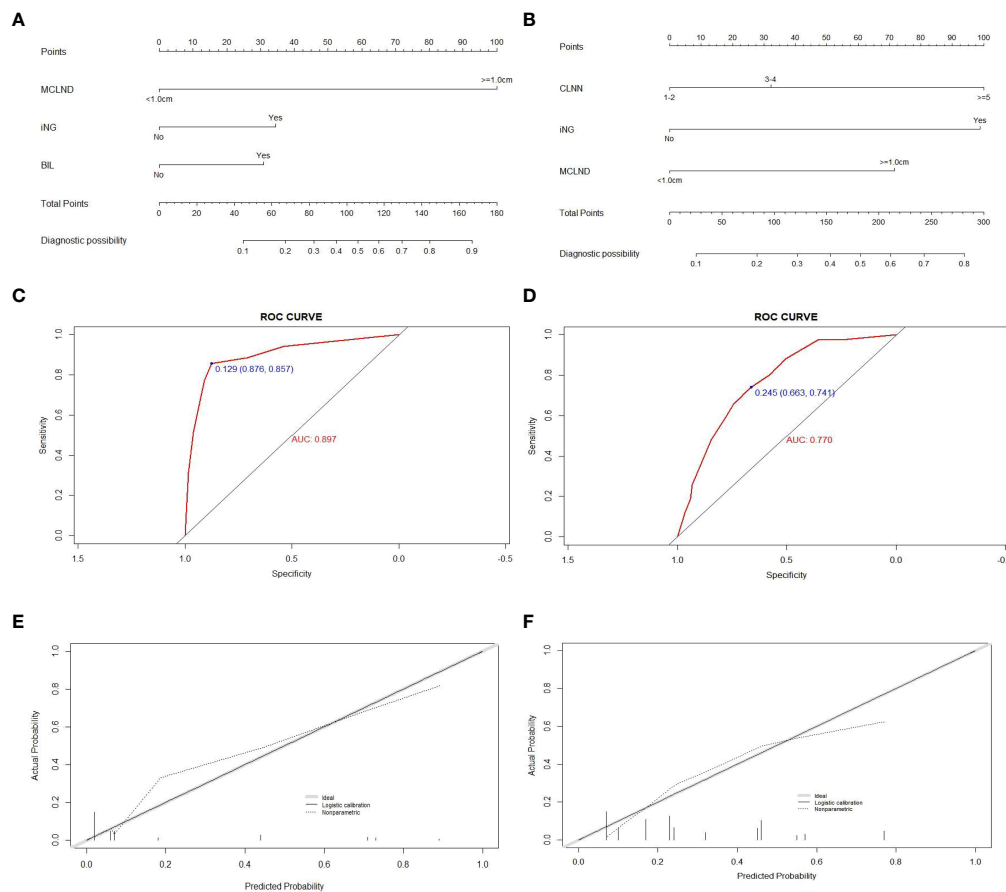 A
Points
0 10 20 30 40 50 60 70 80 90 100
MCLND
<1.0cm
>=1.0cm
iNG
No
Yes
BIL
No
Yes
Total Points
0 20 40 60 80 100 120 140 160 180
Diagnostic possibility
0.1 0.2 0.3 0.4 0.5 0.6 0.7 0.8 0.9
B
Points
0 10 20 30 40 50 60 70 80 90 100
CLNN
1-2
3-4
>=5
iNG
No
Yes
MCLND
<1.0cm
>=1.0cm
Total Points
0 50 100 150 200 250 300
Diagnostic possibility
0.1 0.2 0.3 0.4 0.5 0.6 0.7 0.8
C
ROC CURVE
Sensitivity
1.0
0.8
0.6
0.4
0.2
0.0
0.129 (0.876, 0.857)
AUC: 0.897
1.5 1.0 0.5 0.0 -0.5
Specificity
D
ROC CURVE
Sensitivity
1.0
0.8
0.6
0.4
0.2
0.0
0.245 (0.663, 0.741)
AUC: 0.770
1.5 1.0 0.5 0.0 -0.5
Specificity
E
Actual Probability
1.0
0.8
0.6
0.4
0.2
0.0
Ideal
Logistic calibration
Nonparametric
0.0 0.2 0.4 0.6 0.8 1.0
Predicted Probability
F
Actual Probability
1.0
0.8
0.6
0.4
0.2
0.0
Ideal
Logistic calibration
Nonparametric
0.0 0.2 0.4 0.6 0.8 1.0
Predicted Probability